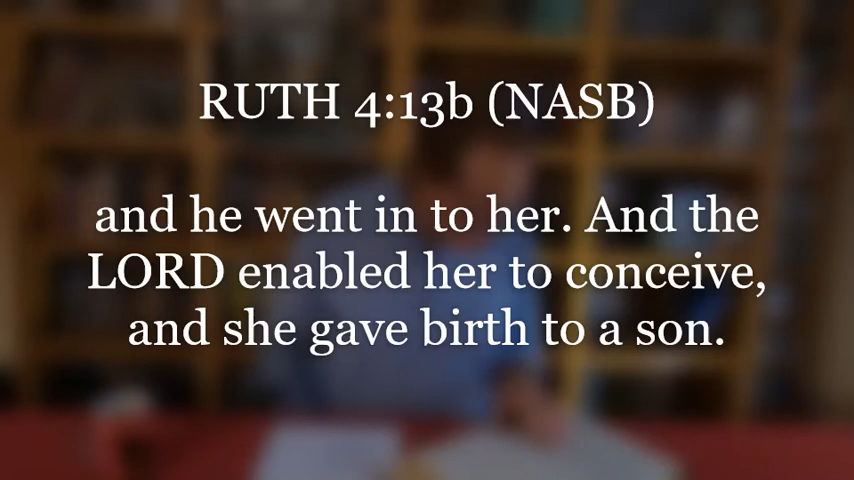 RUTH 4:13b (NASB)
and he went in to her. And the
LORD enabled her to conceive,
and she gave birth to a son.